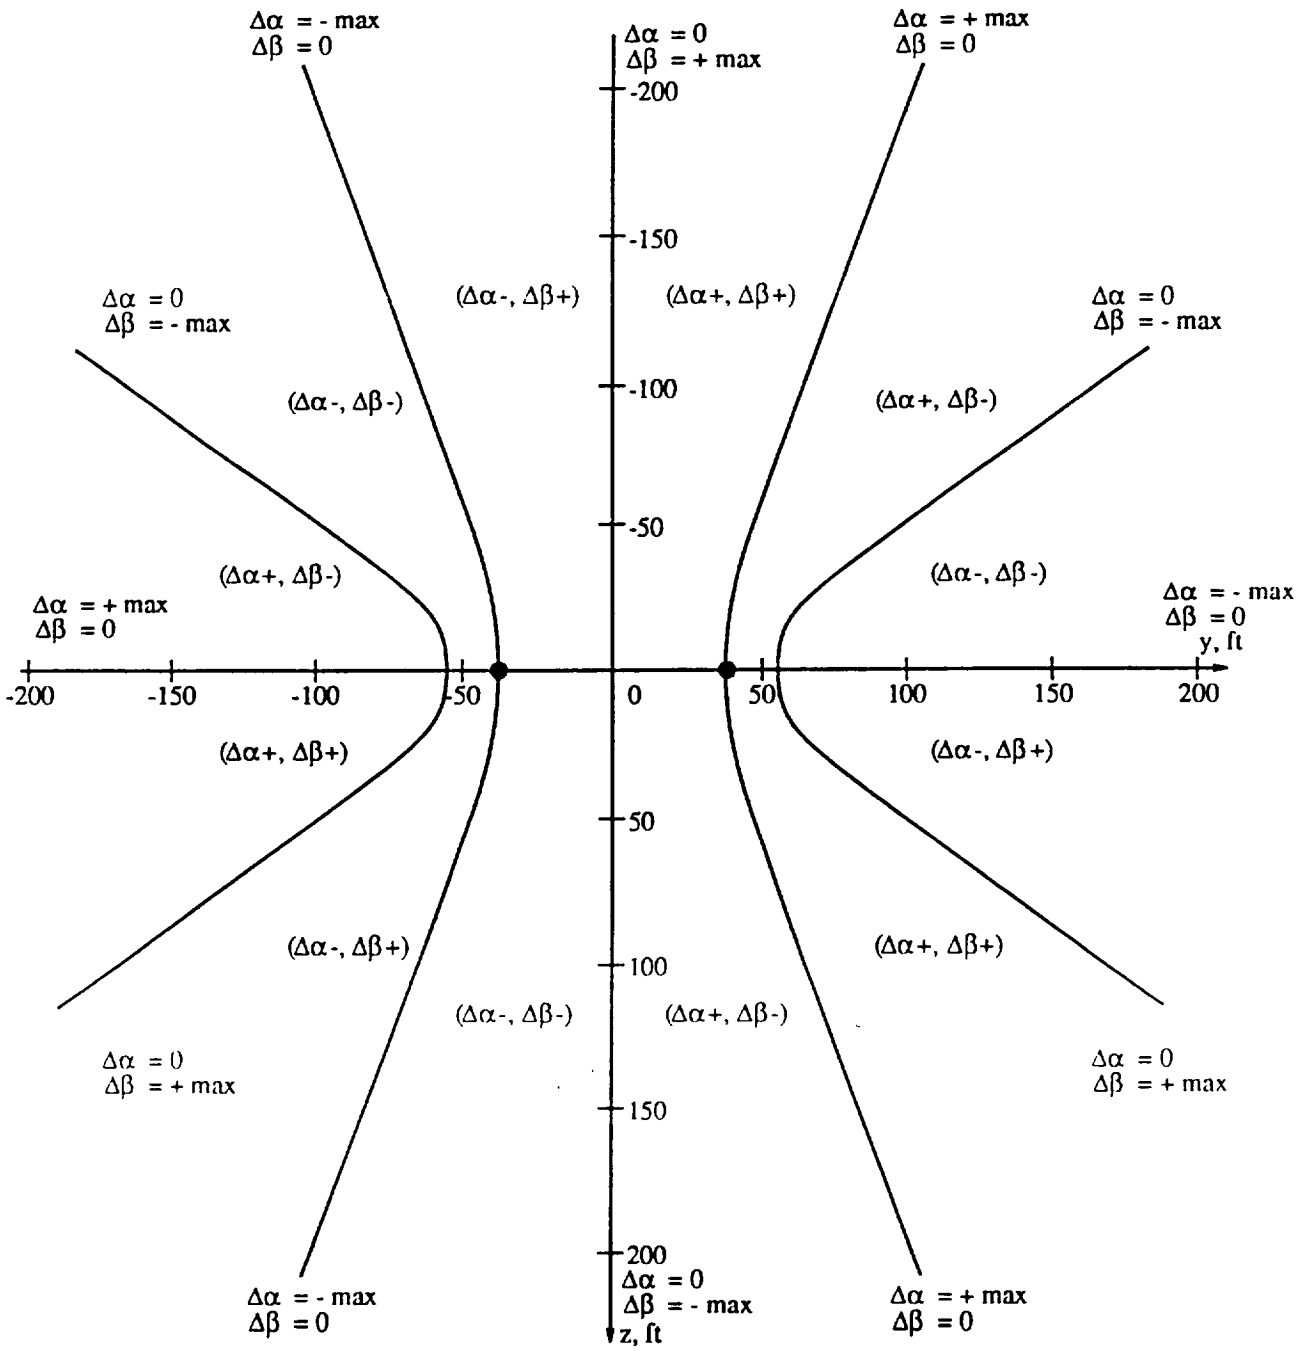 Δα = - max
Δβ = 0
Δα = 0
Δβ = + max
Δα = + max
Δβ = 0
-200
-150
(Δα-, Δβ+)
(Δα+, Δβ+)
Δα = 0
Δβ = - max
Δα = 0
Δβ = - max
-100
(Δα-, Δβ-)
(Δα+, Δβ-)
-50
(Δα+, Δβ-)
(Δα-, Δβ-)
Δα = + max
Δβ = 0
Δα = - max
Δβ = 0
y, ft
-200
-150
-100
-50
0
50
100
150
200
(Δα+, Δβ+)
(Δα-, Δβ+)
50
(Δα-, Δβ+)
(Δα+, Δβ+)
100
(Δα-, Δβ-)
(Δα+, Δβ-)
Δα = 0
Δβ = + max
Δα = 0
Δβ = + max
150
200
Δα = - max
Δβ = 0
Δα = 0
Δβ = - max
Δα = + max
Δβ = 0
z, ft